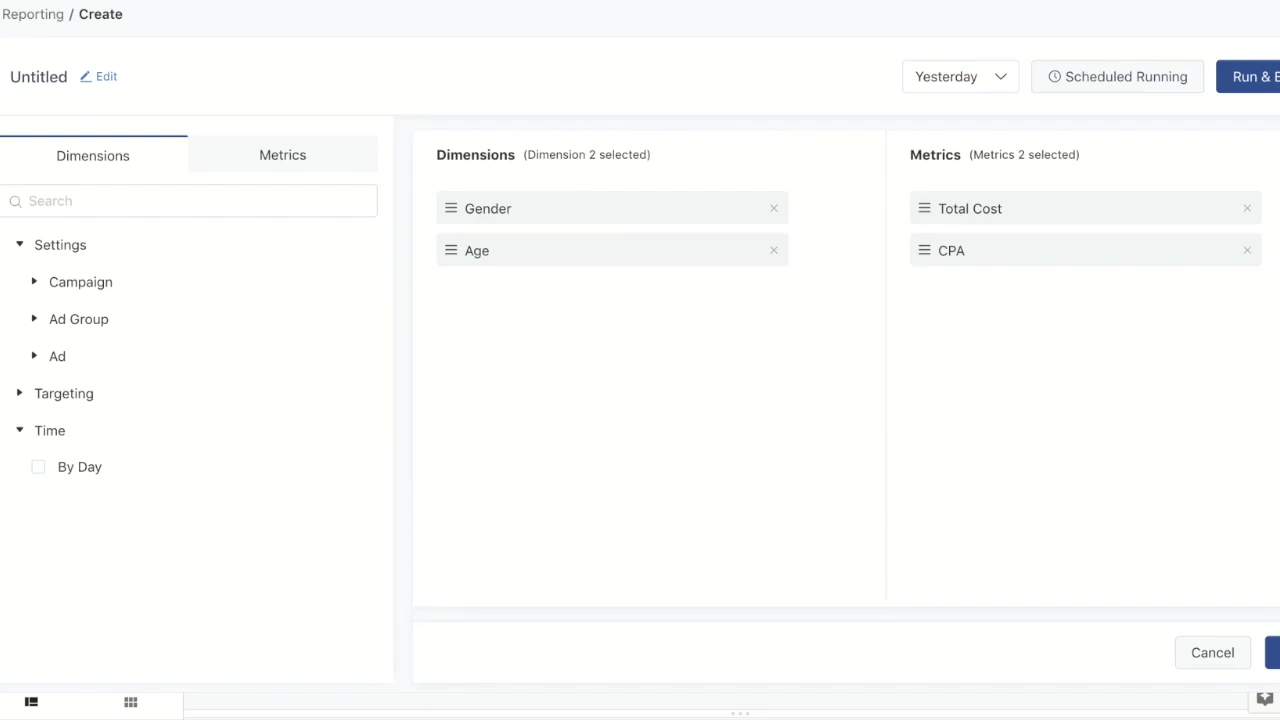 Reporting / Create
Untitled Edit
Yesterday
Scheduled Running
Run &
Dimensions
Metrics
Search
Settings
Campaign
Ad Group
Ad
Targeting
Time
By Day
Dimensions (Dimension 2 selected)
Gender
Age
Metrics (Metrics 2 selected)
Total Cost
CPA
Cancel